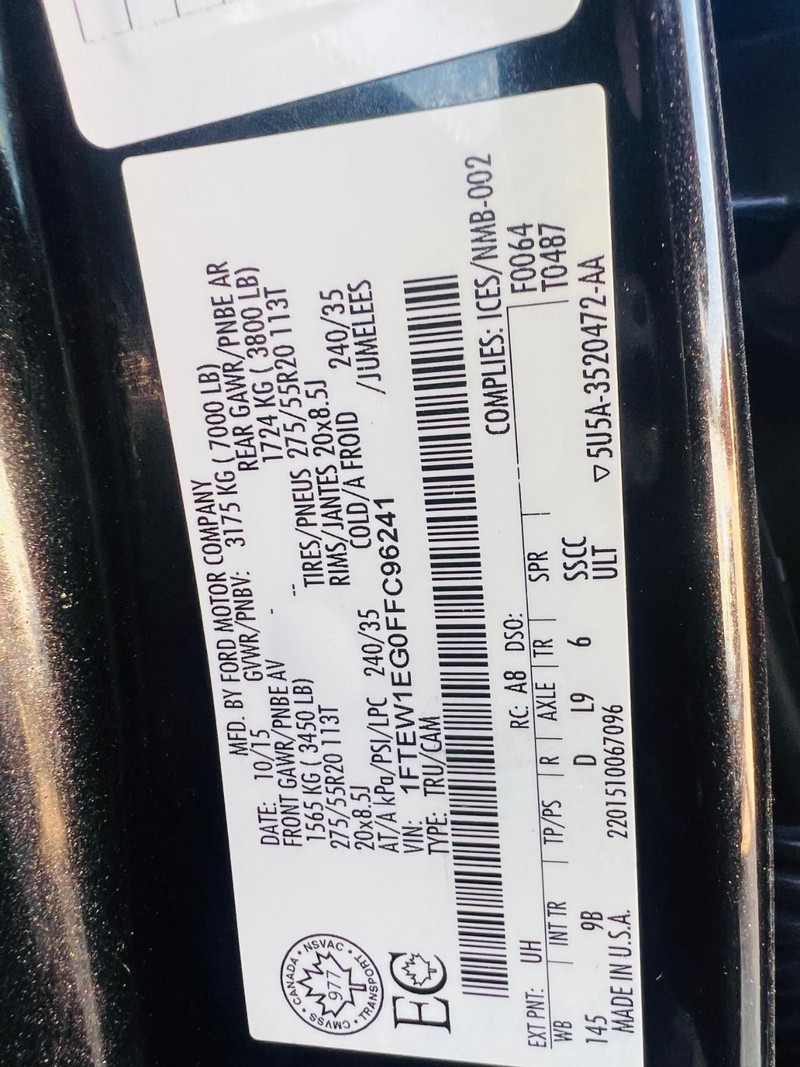 MFD. BY FORD MOTOR COMPANY
DATE: 10/15 GVWR/PNBV: 3175 KG ( 7000 LB)
FRONT GAWR/PNBE AV - REAR GAWR/PNBE AR
1565 KG ( 3450 LB) -- 1724 KG ( 3800 LB)
275/55R20 113T TIRES/PNEUS 275/55R20 113T
20x8.5J RIMS/JANTES 20x8.5J
AT/A kPa/PSI/LPC 240/35 COLD/A FROID 240/35
VIN: 1FTEW1EG0FFC96241 /JUMELEES
TYPE: TRU/CAM
CANADA • NSVAC • TRANSPORT • CMVSS •
977
EC
COMPLIES: ICES/NMB-002
EXT PNT: UH RC: A8 DSO: F0064
WB INT TR TP/PS R AXLE TR SPR T0487
145 9B D L9 6 SSCC
ULT
MADE IN U.S.A. 2201510067096 ▽5U5A-3520472-AA